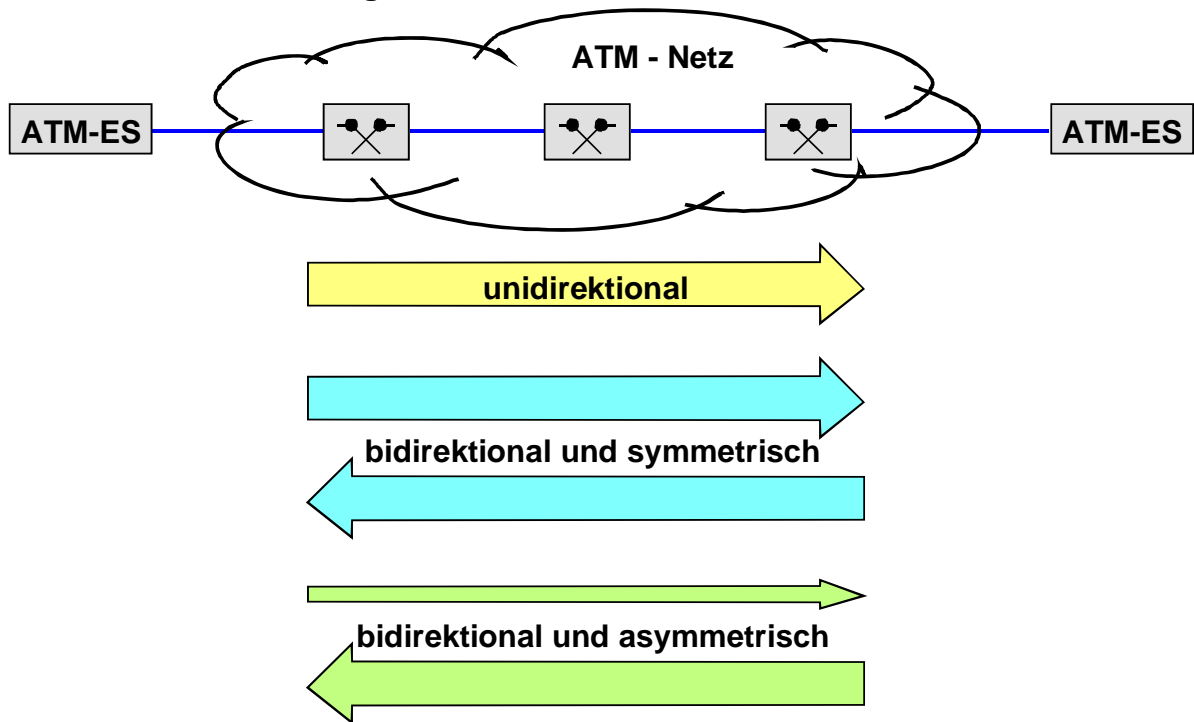 ATM - Netz
ATM-ES
ATM-ES
unidirektional
bidirektional und symmetrisch
bidirektional und asymmetrisch